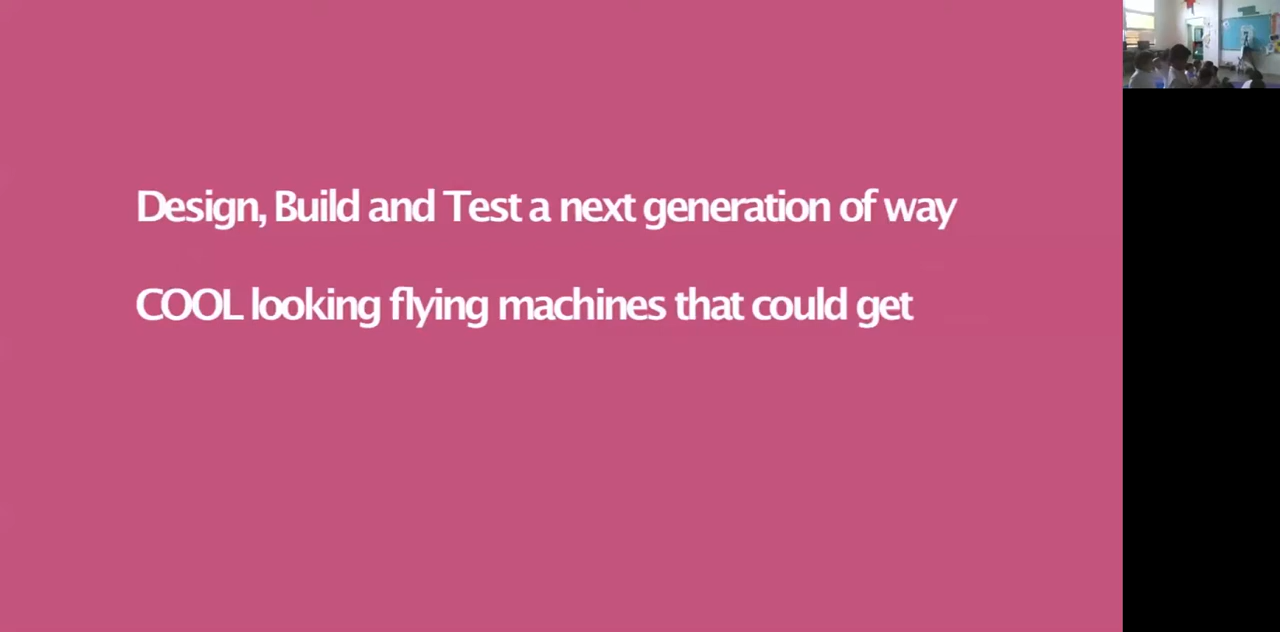 Design, Build and Test a next generation of way
COOL looking flying machines that could get